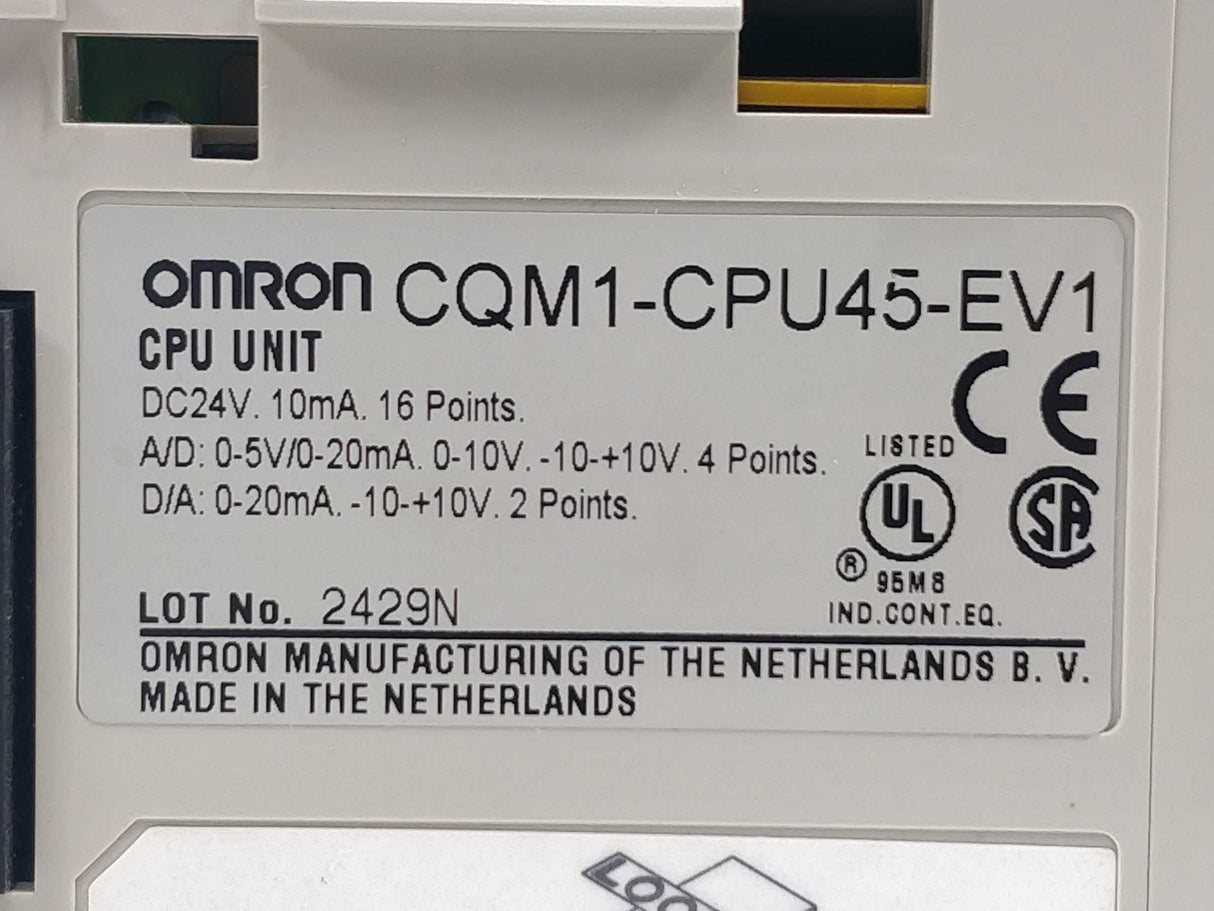 OMRON CQM1-CPU45-EV1
CPU UNIT
DC24V. 10mA. 16 Points.
A/D: 0-5V/0-20mA. 0-10V. -10-+10V. 4 Points.
D/A: 0-20mA. -10-+10V. 2 Points.
CE
LISTED
UL
SA
® 95M8
IND.CONT.EQ.
LOT No. 2429N
OMRON MANUFACTURING OF THE NETHERLANDS B. V.
MADE IN THE NETHERLANDS